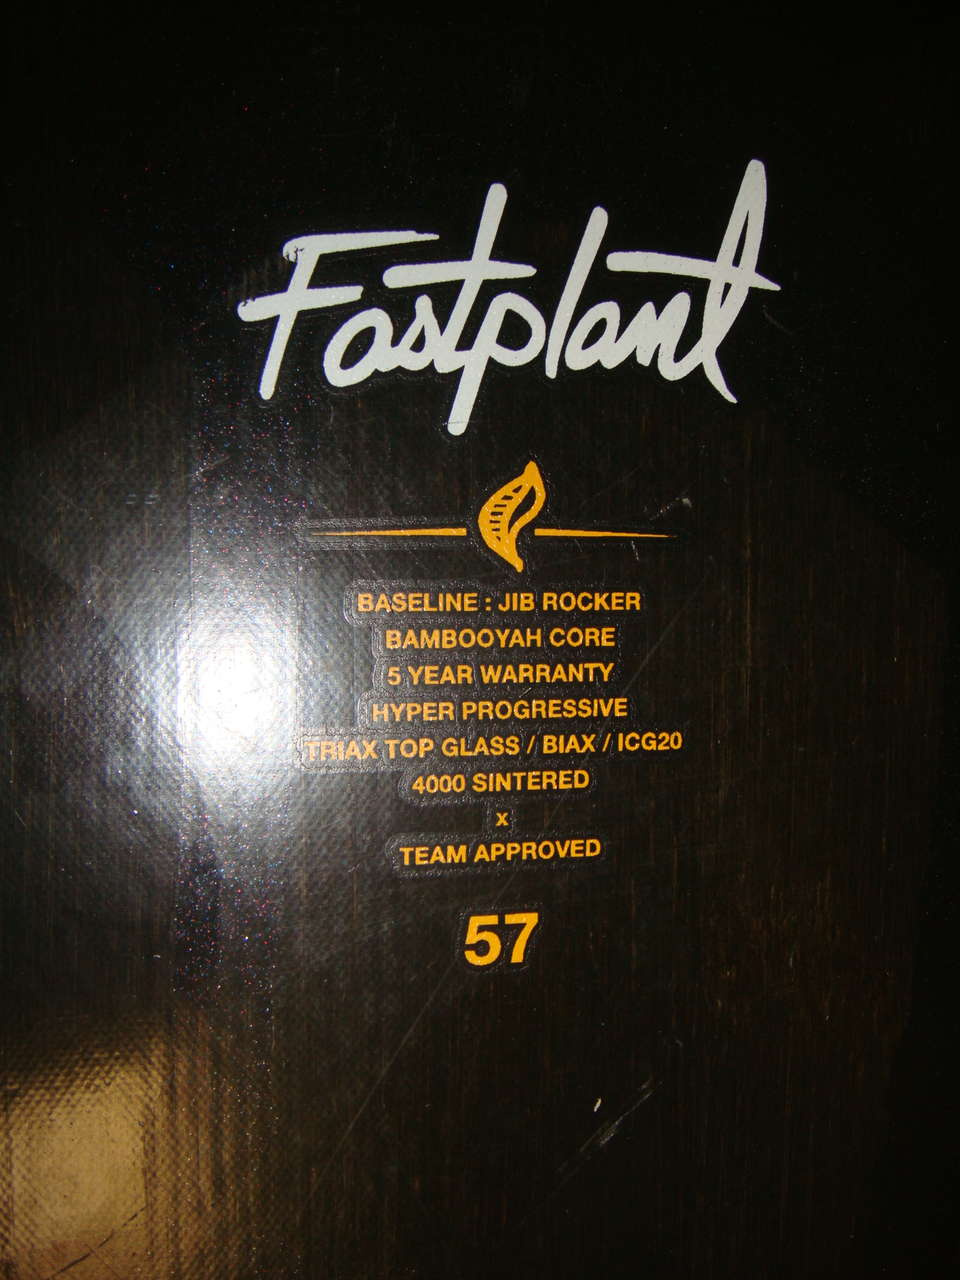 Fastplant
BASELINE : JIB ROCKER
BAMBOOYAH CORE
5 YEAR WARRANTY
HYPER PROGRESSIVE
TRIAX TOP GLASS / BIAX / ICG20
4000 SINTERED
x
TEAM APPROVED
57